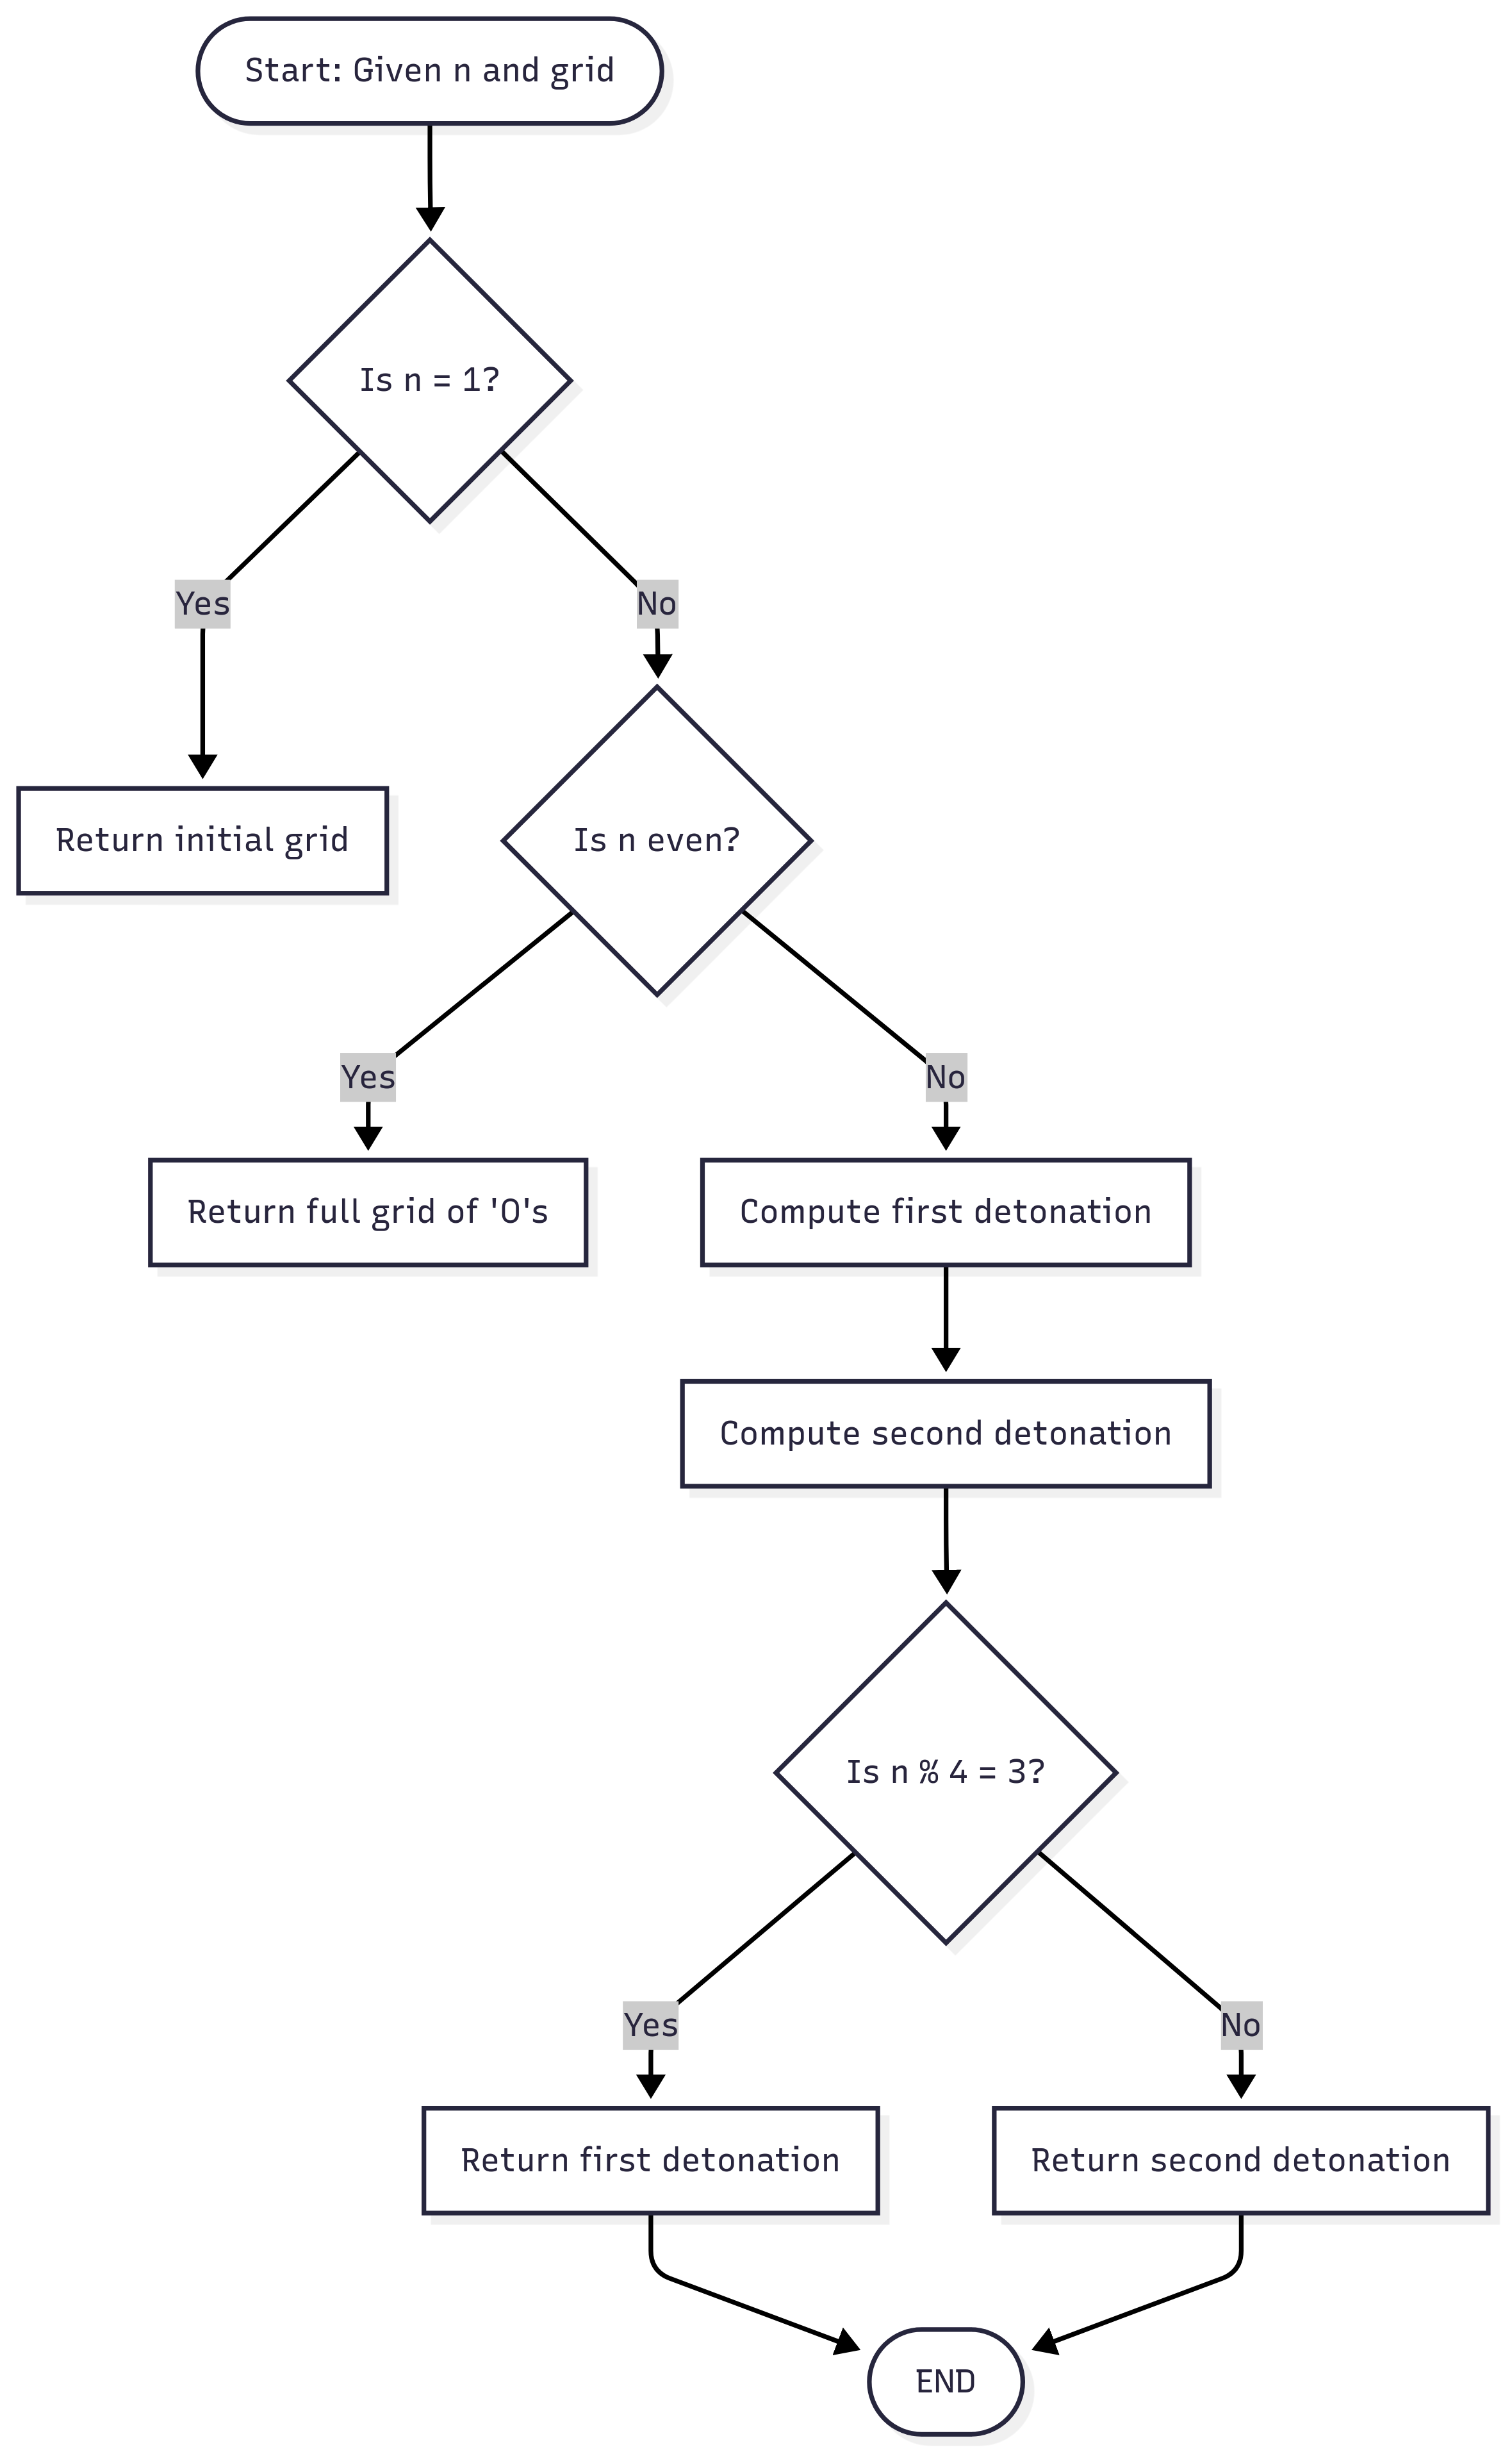 Start: Given n and grid
Is n = 1?
Yes
No
Return initial grid
Is n even?
Yes
No
Return full grid of 'O's
Compute first detonation
Compute second detonation
Is n % 4 = 3?
Yes
No
Return first detonation
Return second detonation
END